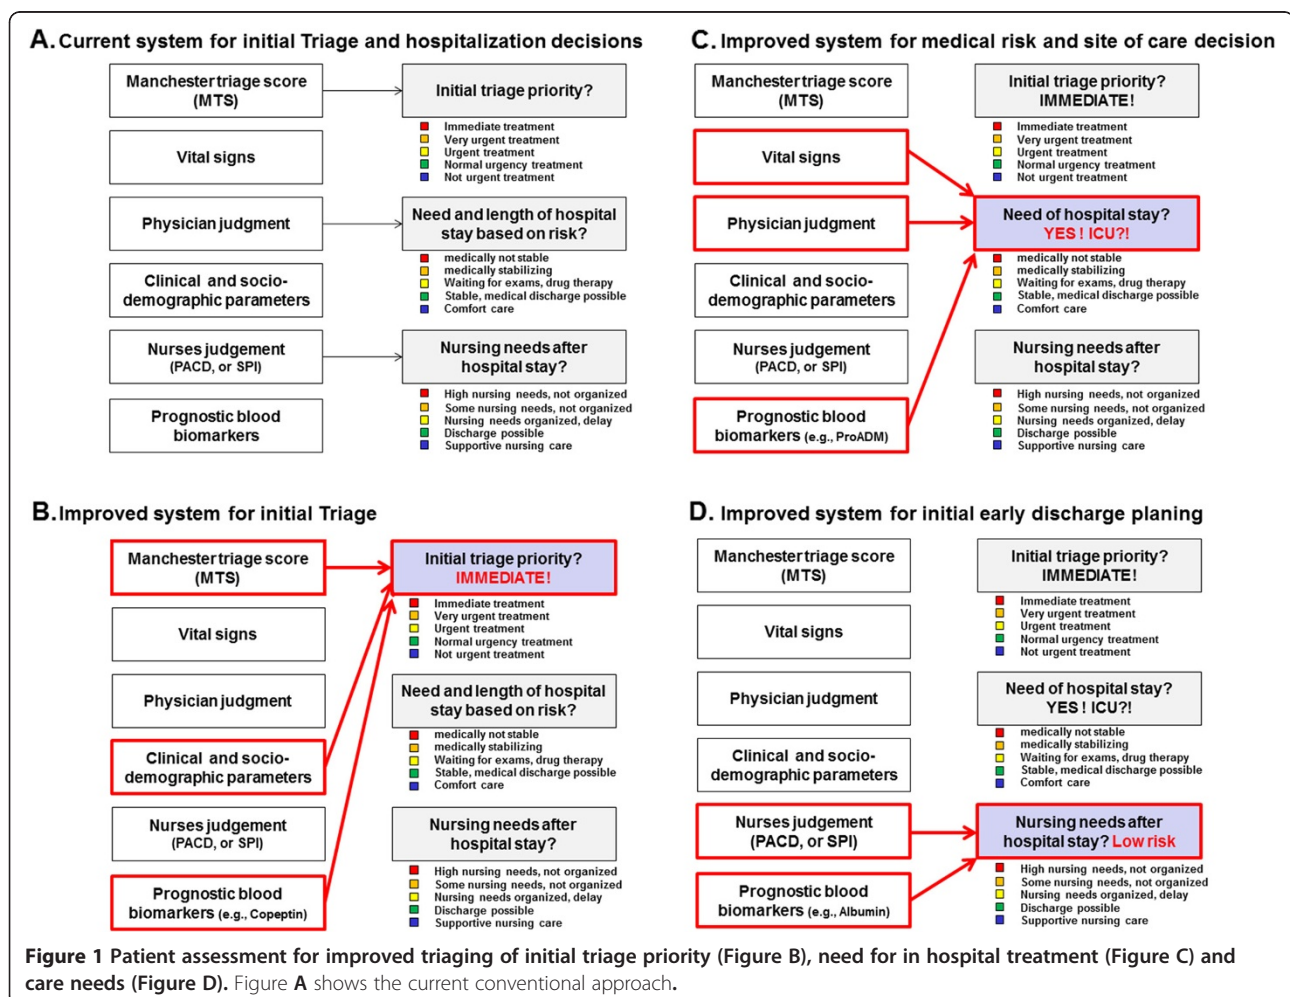 A. Current system for initial Triage and hospitalization decisions
Manchester triage score
(MTS)
Initial triage priority?
Immediate treatment
Very urgent treatment
Urgent treatment
Normal urgency treatment
Not urgent treatment
Vital signs
Physician judgment
Need and length of hospital
stay based on risk?
medically not stable
medically stabilizing
Waiting for exams, drug therapy
Stable, medical discharge possible
Comfort care
Clinical and socio-
demographic parameters
Nurses judgement
(PACD, or SPI)
Nursing needs after
hospital stay?
High nursing needs, not organized
Some nursing needs, not organized
Nursing needs organized, delay
Discharge possible
Supportive nursing care
Prognostic blood
biomarkers
C. Improved system for medical risk and site of care decision
Manchester triage score
(MTS)
Initial triage priority?
IMMEDIATE!
Immediate treatment
Very urgent treatment
Urgent treatment
Normal urgency treatment
Not urgent treatment
Vital signs
Physician judgment
Need of hospital stay?
YES ! ICU?!
medically not stable
medically stabilizing
Waiting for exams, drug therapy
Stable, medical discharge possible
Comfort care
Clinical and socio-
demographic parameters
Nurses judgement
(PACD, or SPI)
Nursing needs after
hospital stay?
High nursing needs, not organized
Some nursing needs, not organized
Nursing needs organized, delay
Discharge possible
Supportive nursing care
Prognostic blood
biomarkers (e.g., ProADM)
B. Improved system for initial Triage
Manchester triage score
(MTS)
Initial triage priority?
IMMEDIATE!
Immediate treatment
Very urgent treatment
Urgent treatment
Normal urgency treatment
Not urgent treatment
Vital signs
Physician judgment
Need and length of hospital
stay based on risk?
medically not stable
medically stabilizing
Waiting for exams, drug therapy
Stable, medical discharge possible
Comfort care
Clinical and socio-
demographic parameters
Nurses judgement
(PACD, or SPI)
Nursing needs after
hospital stay?
High nursing needs, not organized
Some nursing needs, not organized
Nursing needs organized, delay
Discharge possible
Supportive nursing care
Prognostic blood
biomarkers (e.g., Copeptin)
D. Improved system for initial early discharge planing
Manchester triage score
(MTS)
Initial triage priority?
IMMEDIATE!
Immediate treatment
Very urgent treatment
Urgent treatment
Normal urgency treatment
Not urgent treatment
Vital signs
Physician judgment
Need of hospital stay?
YES ! ICU?!
medically not stable
medically stabilizing
Waiting for exams, drug therapy
Stable, medical discharge possible
Comfort care
Clinical and socio-
demographic parameters
Nurses judgement
(PACD, or SPI)
Nursing needs after
hospital stay? Low risk
High nursing needs, not organized
Some nursing needs, not organized
Nursing needs organized, delay
Discharge possible
Supportive nursing care
Prognostic blood
biomarkers (e.g., Albumin)
Figure 1 Patient assessment for improved triaging of initial triage priority (Figure B), need for in hospital treatment (Figure C) and
care needs (Figure D). Figure A shows the current conventional approach.